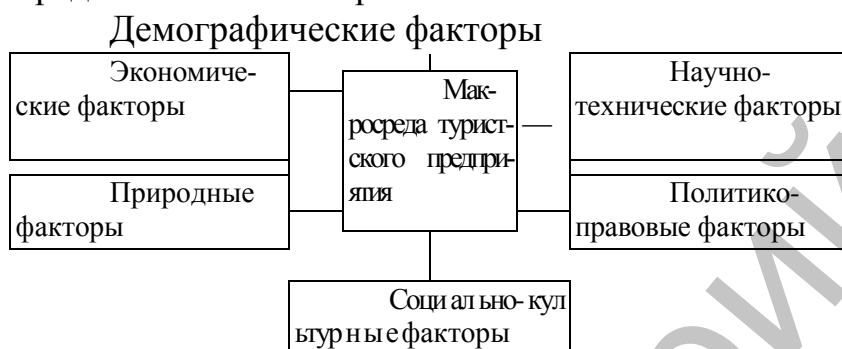 Демографические факторы
Экономиче-
ские факторы
Мак-
росреда турист-
ского предпри-
ятия
Научно-
технические факторы
Природные
факторы
Политико-
правовые факторы
Социально-кул
ьтурные факторы